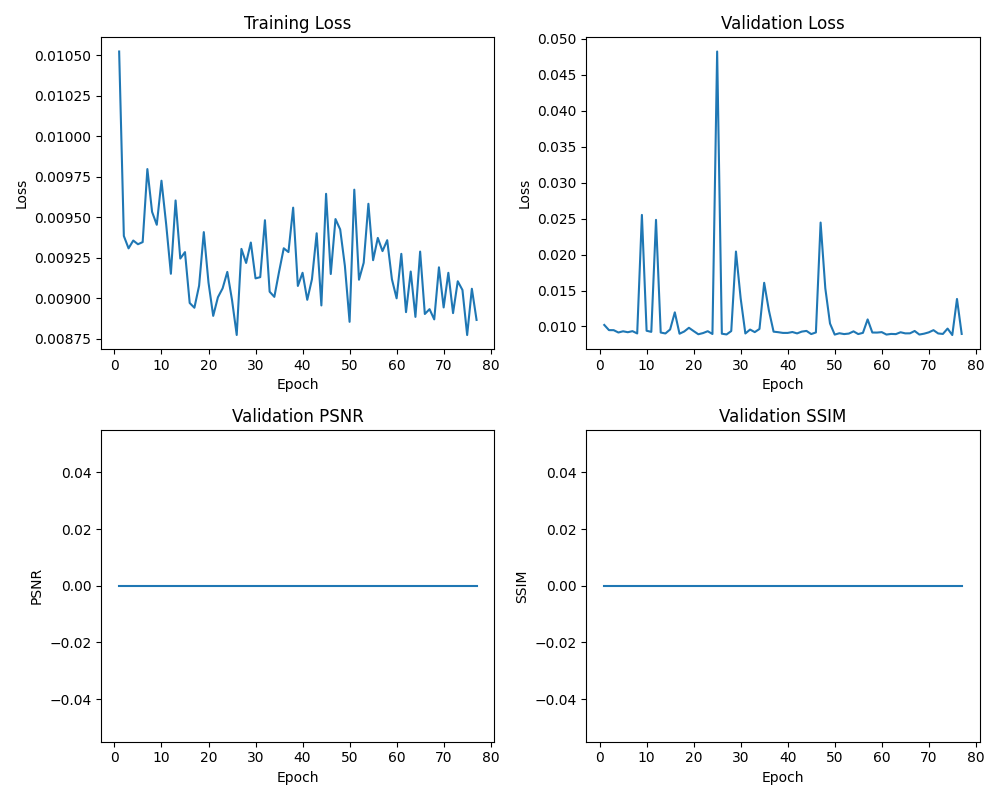 Training Loss
0.01050
0.01025
0.01000
0.00975
0.00950
0.00925
0.00900
0.00875
Loss
0 10 20 30 40 50 60 70 80
Epoch
Validation Loss
0.050
0.045
0.040
0.035
0.030
0.025
0.020
0.015
0.010
Loss
0 10 20 30 40 50 60 70 80
Epoch
Validation PSNR
0.04
0.02
0.00
−0.02
−0.04
PSNR
0 10 20 30 40 50 60 70 80
Epoch
Validation SSIM
0.04
0.02
0.00
−0.02
−0.04
SSIM
0 10 20 30 40 50 60 70 80
Epoch